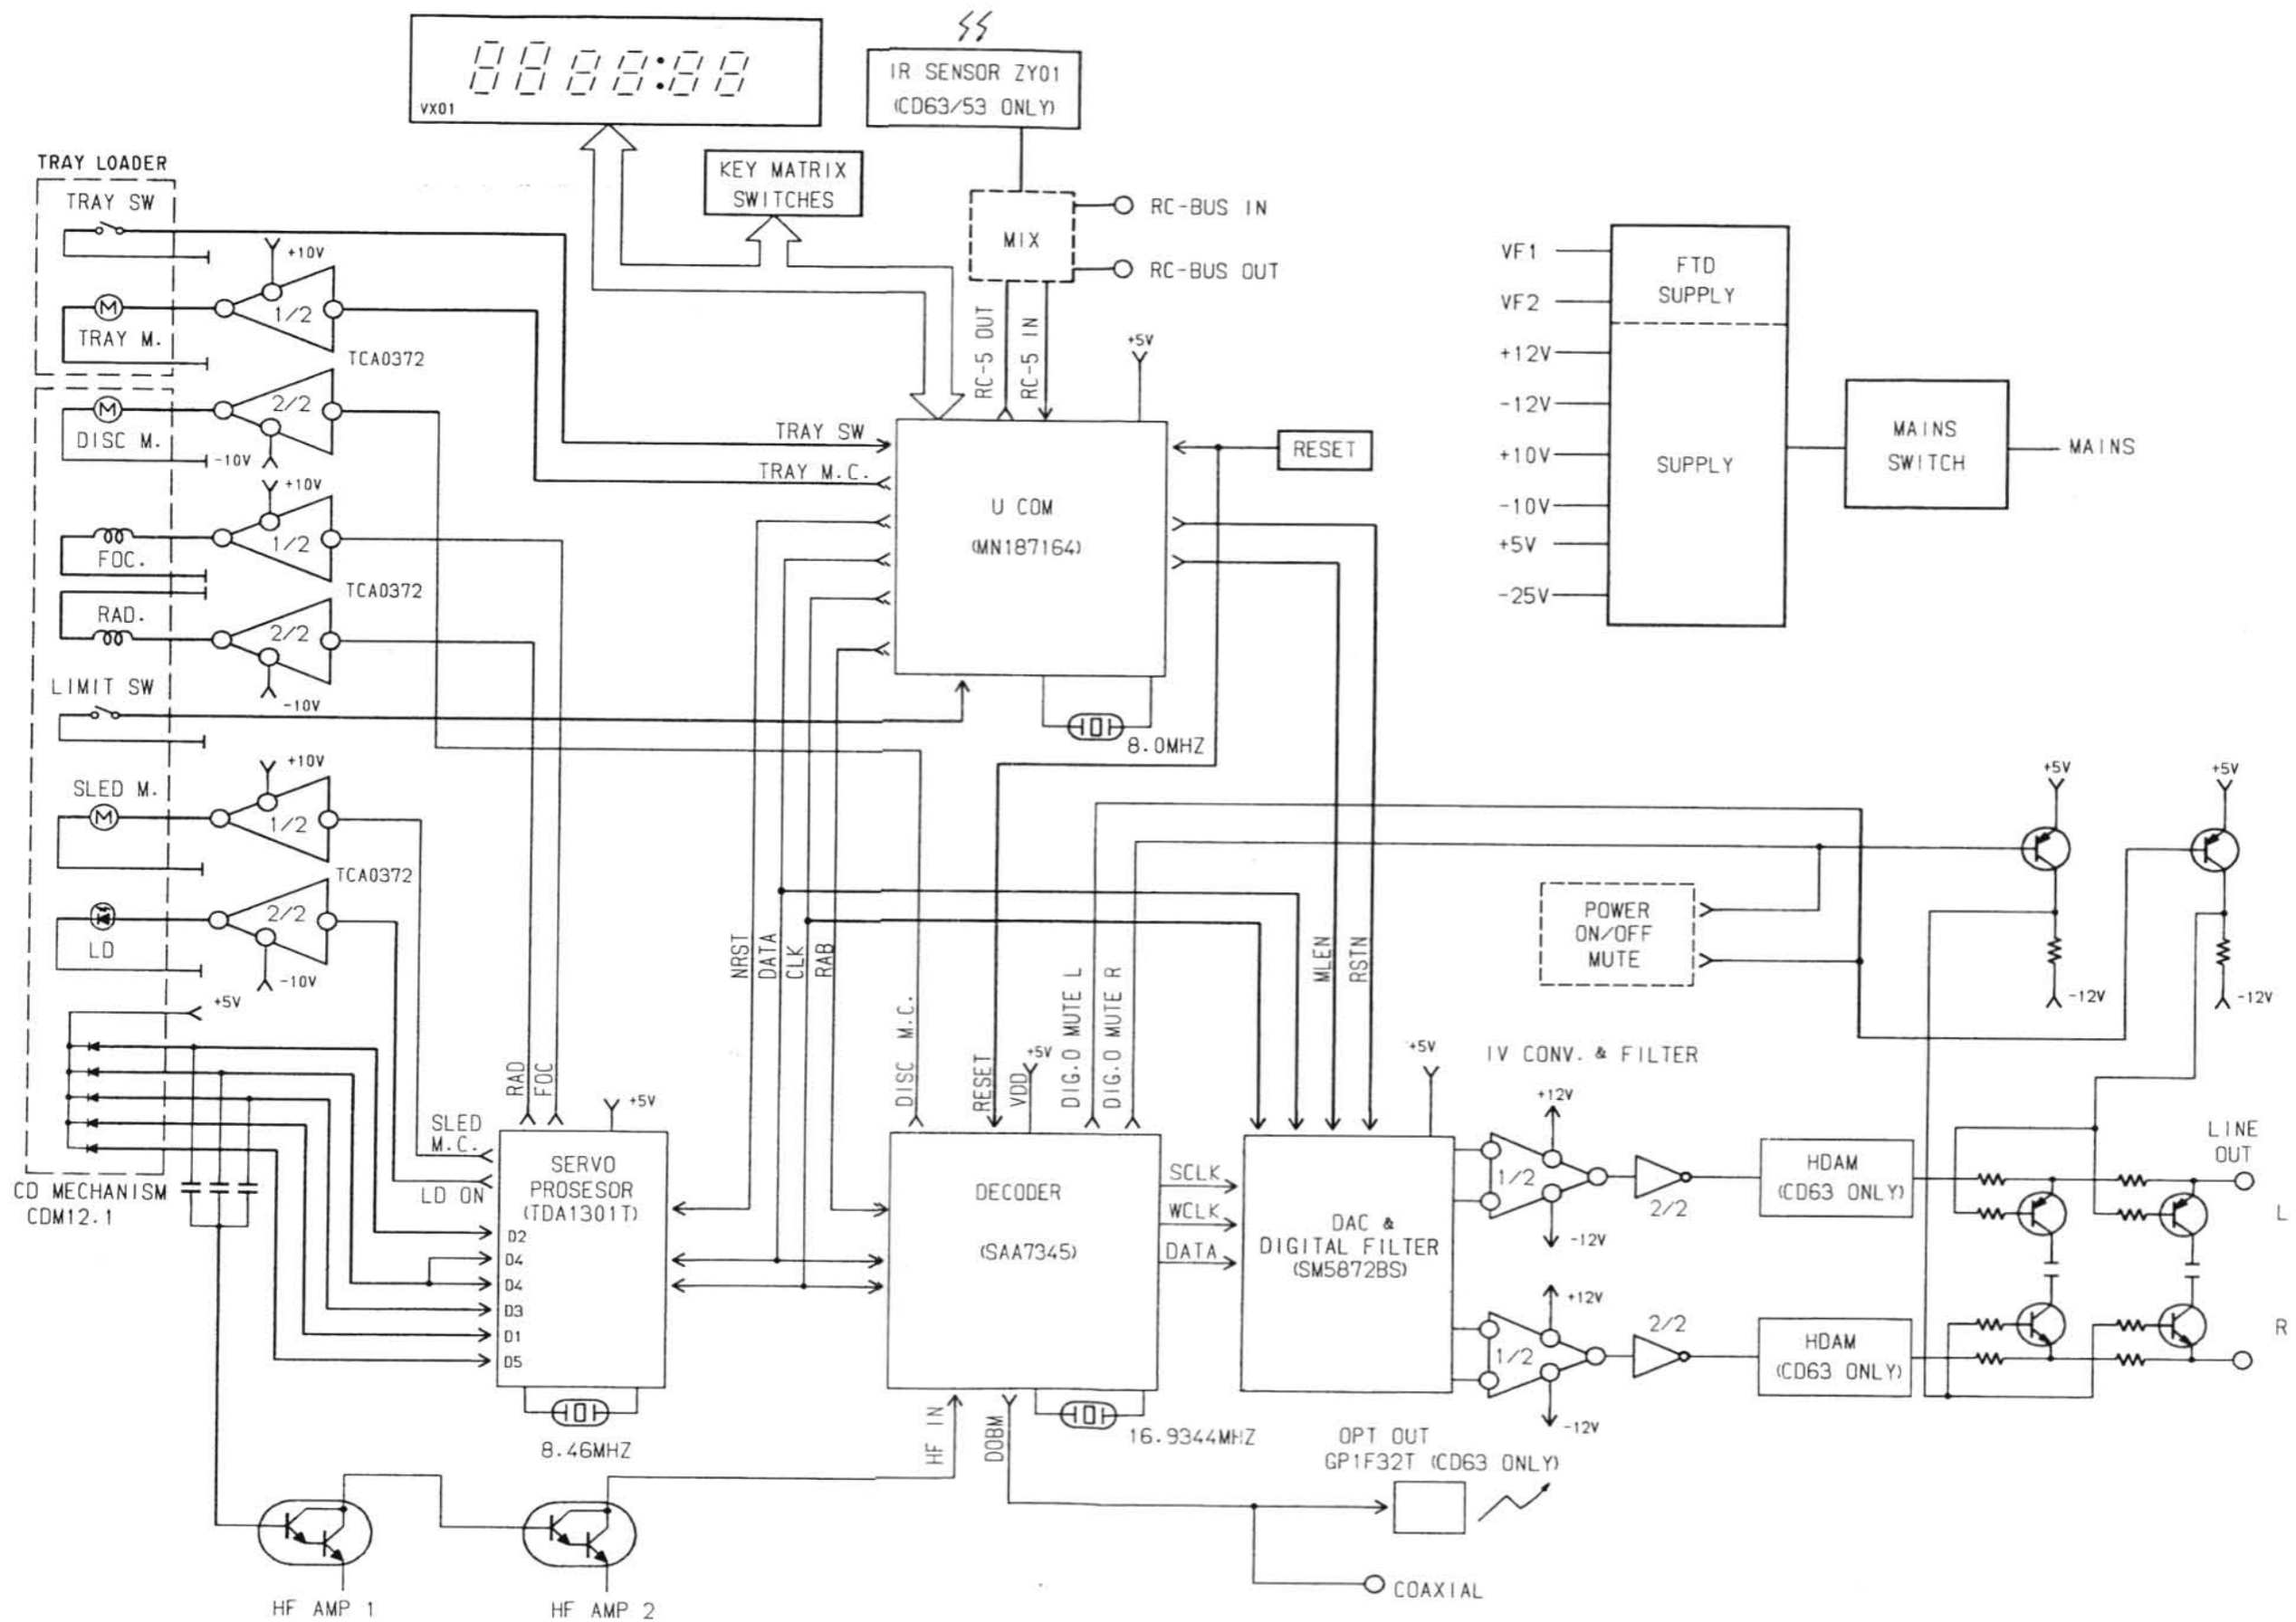 VX01
IR SENSOR ZY01
(CD63/53 ONLY)
KEY MATRIX
SWITCHES
MIX
RC-BUS IN
RC-BUS OUT
RC-5 OUT
RC-5 IN
TRAY LOADER
TRAY SW
+10V
1/2
TRAY M.
TCA0372
2/2
DISC M.
-10V
+10V
1/2
FOC.
TCA0372
RAD.
2/2
-10V
LIMIT SW
SLED M.
+10V
1/2
TCA0372
2/2
LD
-10V
+5V
CD MECHANISM
CDM12.1
TRAY SW
TRAY M.C.
+5V
U COM
(MN187164)
RESET
8.0MHZ
VF1
VF2
+12V
-12V
+10V
-10V
+5V
-25V
FTD
SUPPLY
SUPPLY
MAINS
SWITCH
MAINS
NRST
DATA
CLK
RAB
DISC M.C.
RESET
VDD
+5V
DIG.O MUTE L
DIG.O MUTE R
MLEN
RSTN
POWER
ON/OFF
MUTE
+5V
-12V
+5V
-12V
RAD
FOC
+5V
SLED
M.C.
LD ON
SERVO
PROSESOR
(TDA1301T)
D2
D4
D4
D3
D1
D5
8.46MHZ
DECODER
(SAA7345)
SCLK
WCLK
DATA
16.9344MHZ
HF IN
DOBM
+5V
DAC &
DIGITAL FILTER
(SM5872BS)
IV CONV. & FILTER
+12V
1/2
-12V
2/2
HDAM
(CD63 ONLY)
LINE
OUT
L
+12V
1/2
-12V
2/2
HDAM
(CD63 ONLY)
R
OPT OUT
GP1F32T (CD63 ONLY)
COAXIAL
HF AMP 1
HF AMP 2